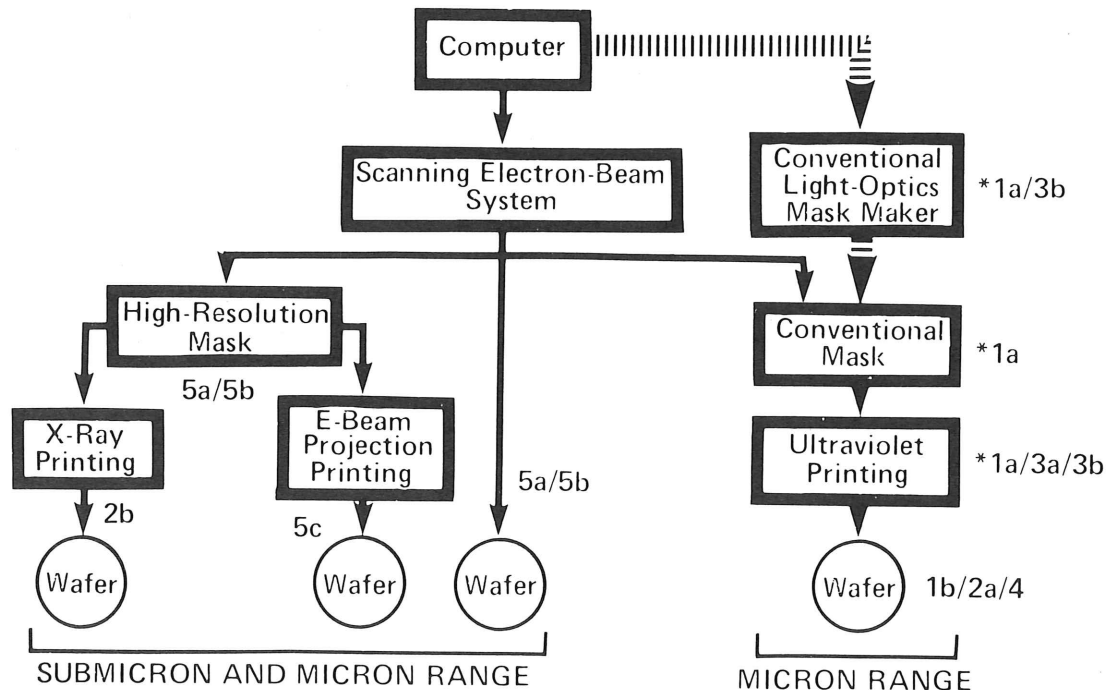 Computer
Scanning Electron-Beam
System
Conventional
Light-Optics
Mask Maker
*1a/3b
High-Resolution
Mask
5a/5b
Conventional
Mask
*1a
X-Ray
Printing
2b
E-Beam
Projection
Printing
5c
5a/5b
Ultraviolet
Printing
*1a/3a/3b
Wafer
Wafer
Wafer
Wafer
1b/2a/4
SUBMICRON AND MICRON RANGE
MICRON RANGE